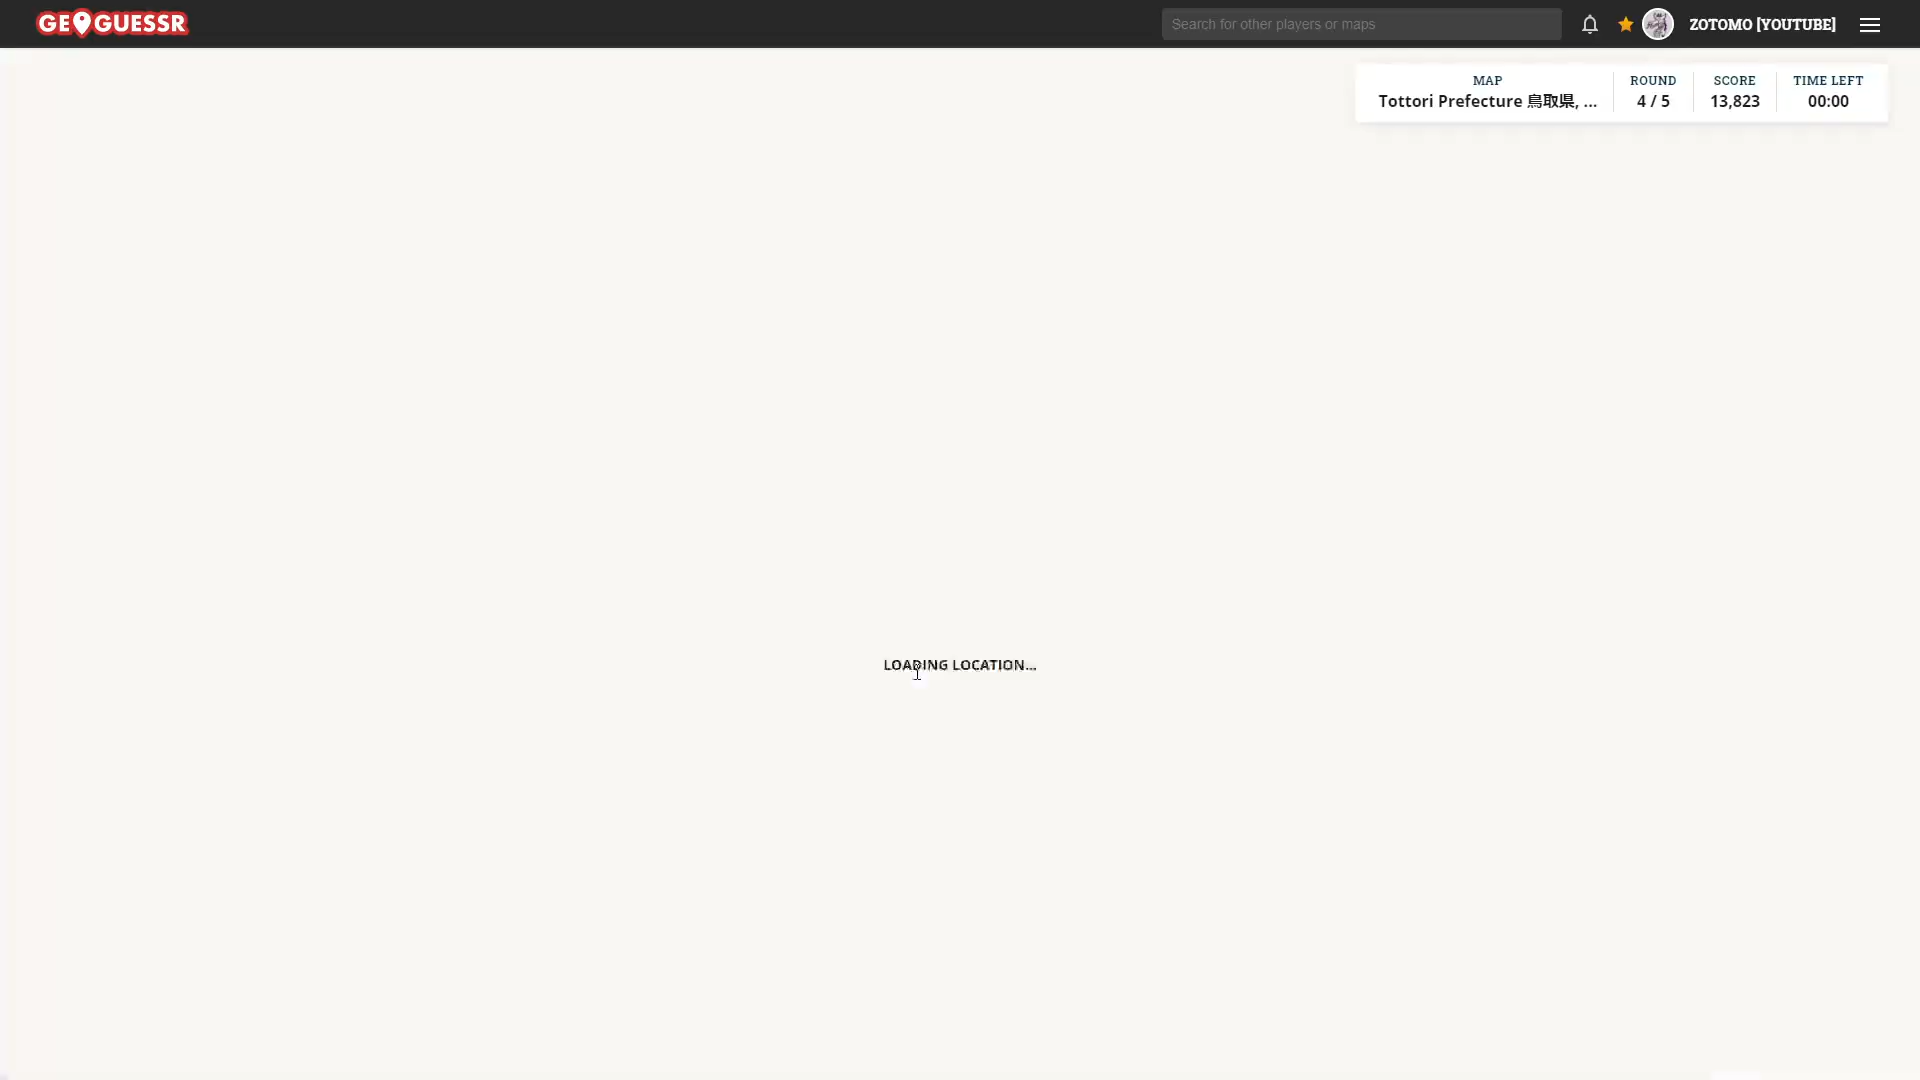 GEOGUESSR
Search for other players or maps
ZOTOMO [YOUTUBE]
MAP
Tottori Prefecture 鳥取県, ...
ROUND
4 / 5
SCORE
13,823
TIME LEFT
00:00
LOADING LOCATION...